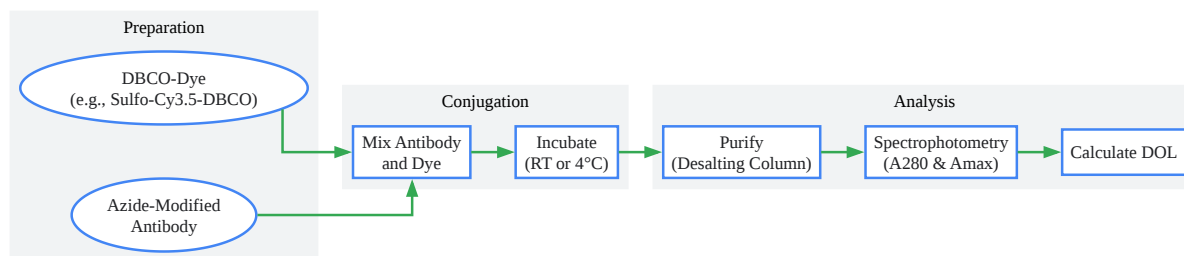 Preparation
DBCO-Dye
(e.g., Sulfo-Cy3.5-DBCO)
Azide-Modified
Antibody
Conjugation
Mix Antibody
and Dye
Incubate
(RT or 4°C)
Analysis
Purify
(Desalting Column)
Spectrophotometry
(A280 & Amax)
Calculate DOL